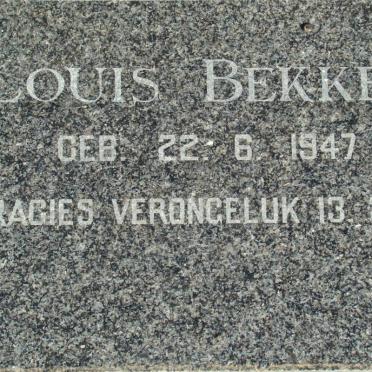 LOUIS BEKKE
GEB. 22. 6. 1947
RAGIES VERONGELUK 13.